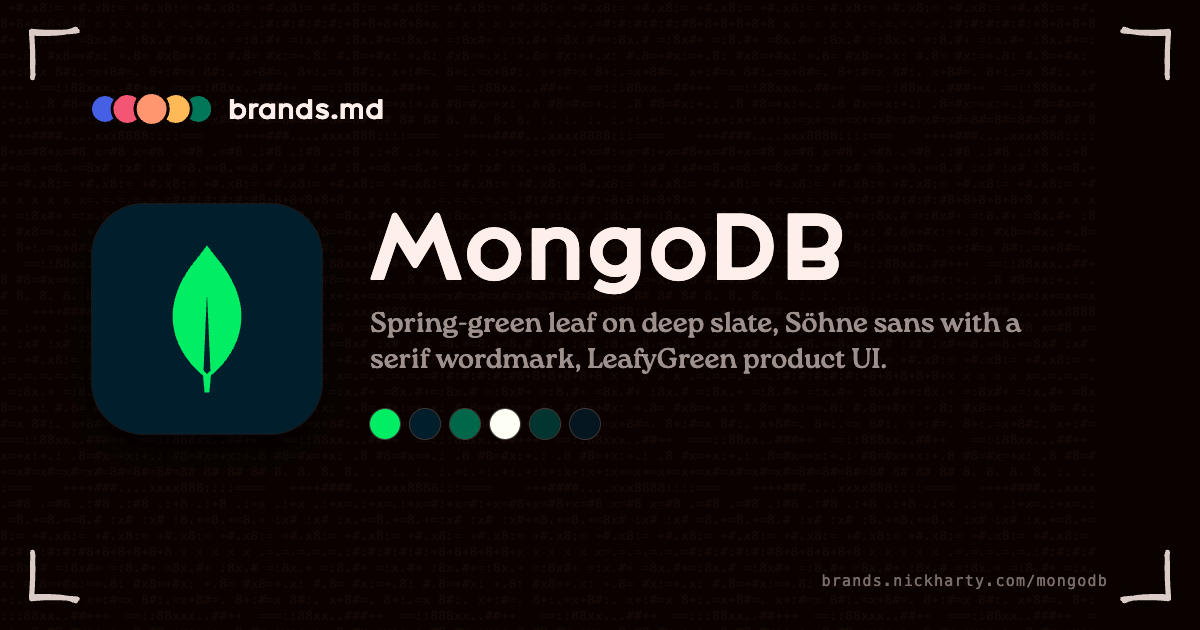 brands.md
MongoDB
Spring-green leaf on deep slate, Söhne sans with a
serif wordmark, LeafyGreen product UI.
brands.nickharty.com/mongodb